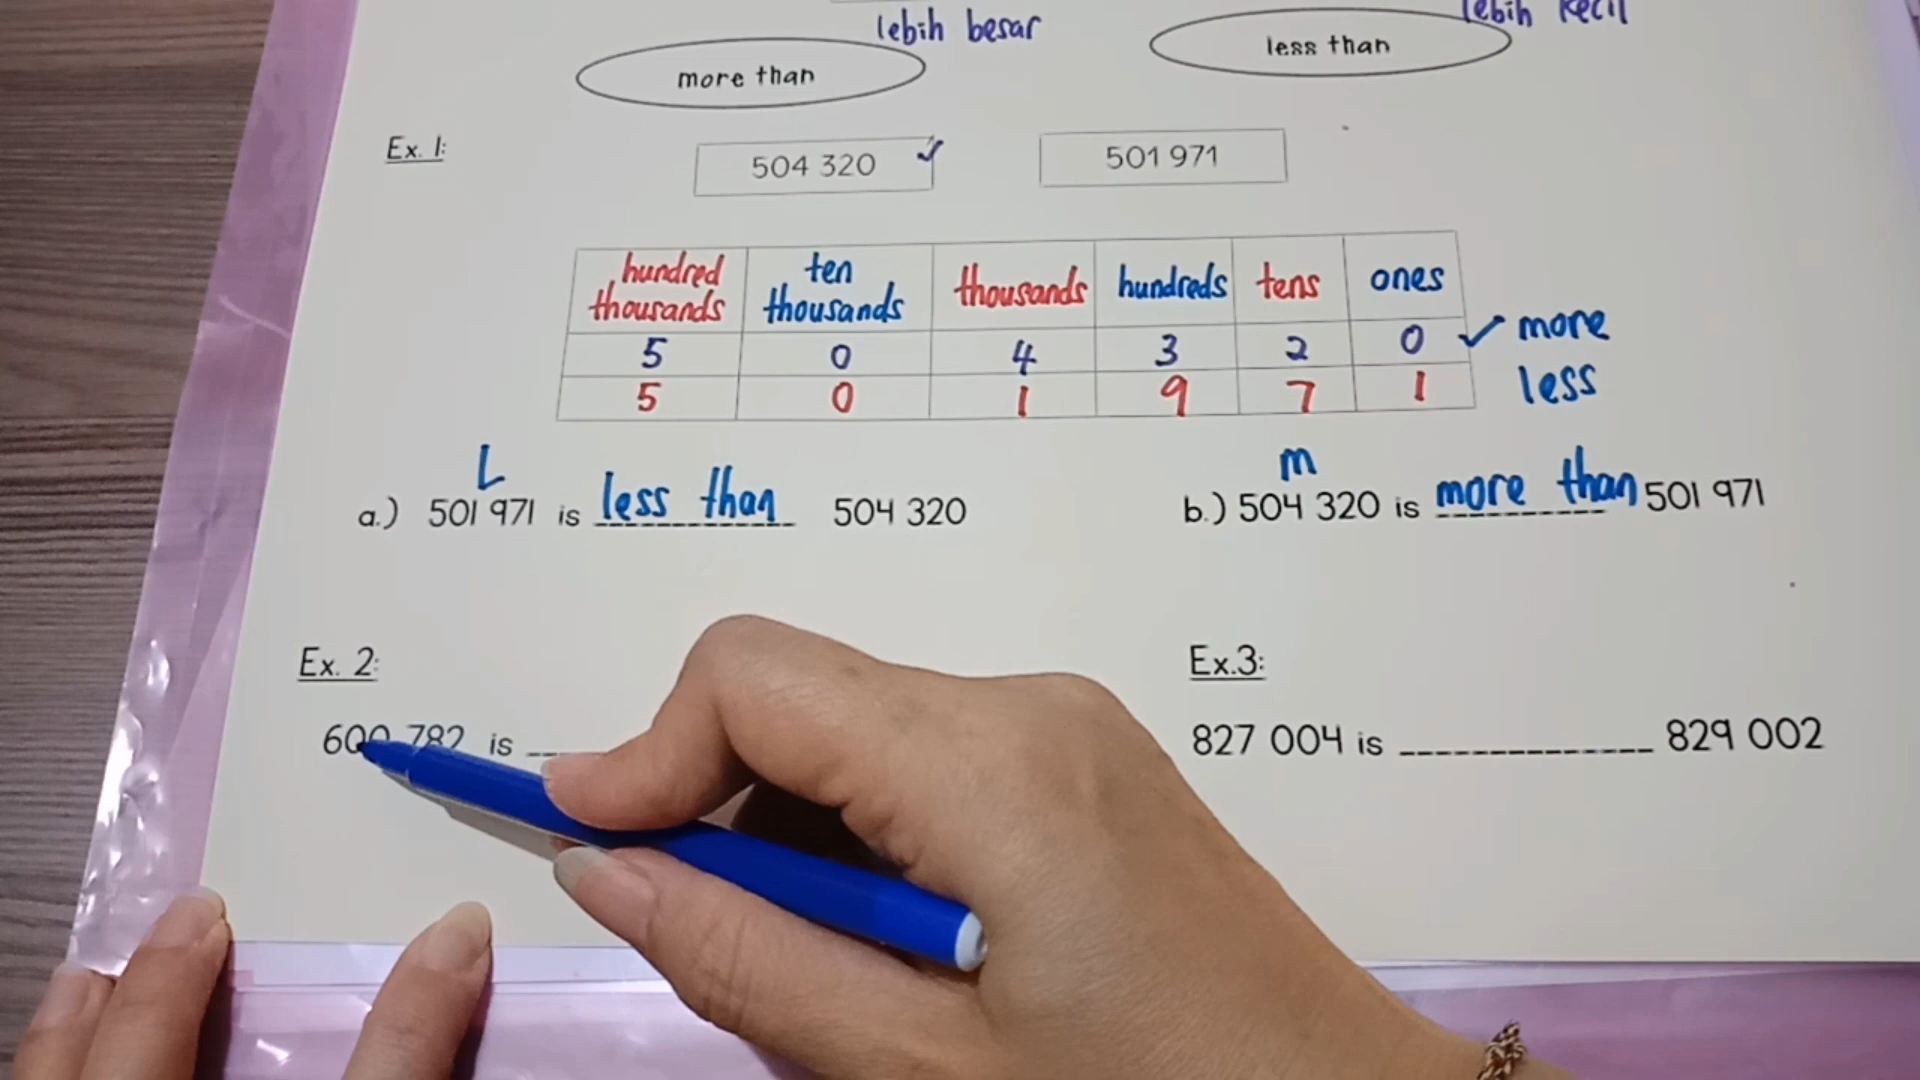 lebih besar
lebih kecil
more than
less than
Ex. 1:
504 320
501 971
hundred thousands ten thousands thousands hundreds tens ones
5 0 4 3 2 0 ✓ more
5 0 1 9 7 1 less
L
a.) 501 971 is less than 504 320
m
b.) 504 320 is more than 501 971
Ex. 2:
600 782 is
Ex.3:
827 004 is ______________ 829 002